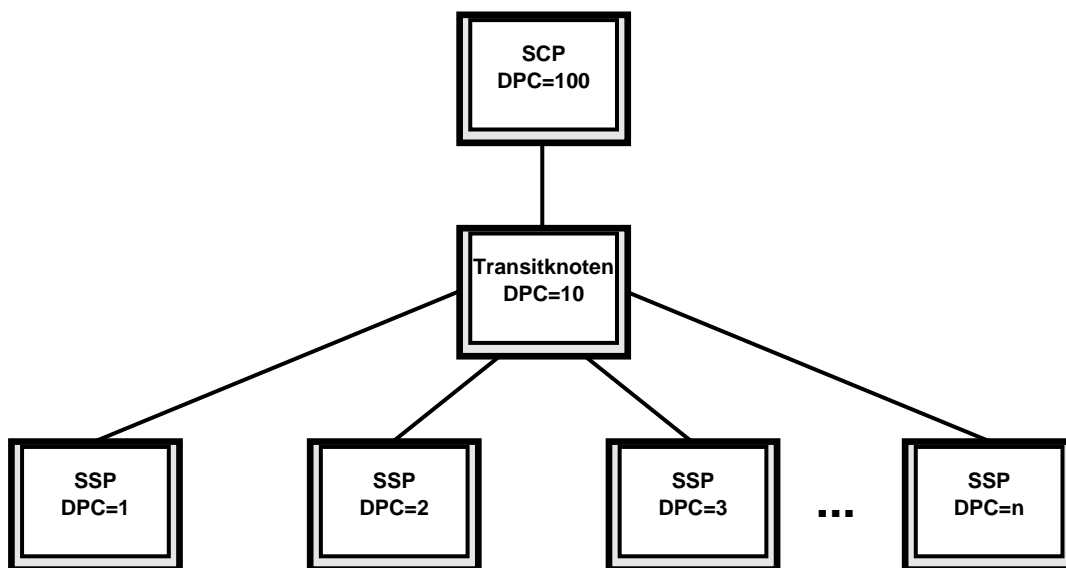 SCP
DPC=100
Transitknoten
DPC=10
SSP
DPC=1
SSP
DPC=2
SSP
DPC=3
...
SSP
DPC=n